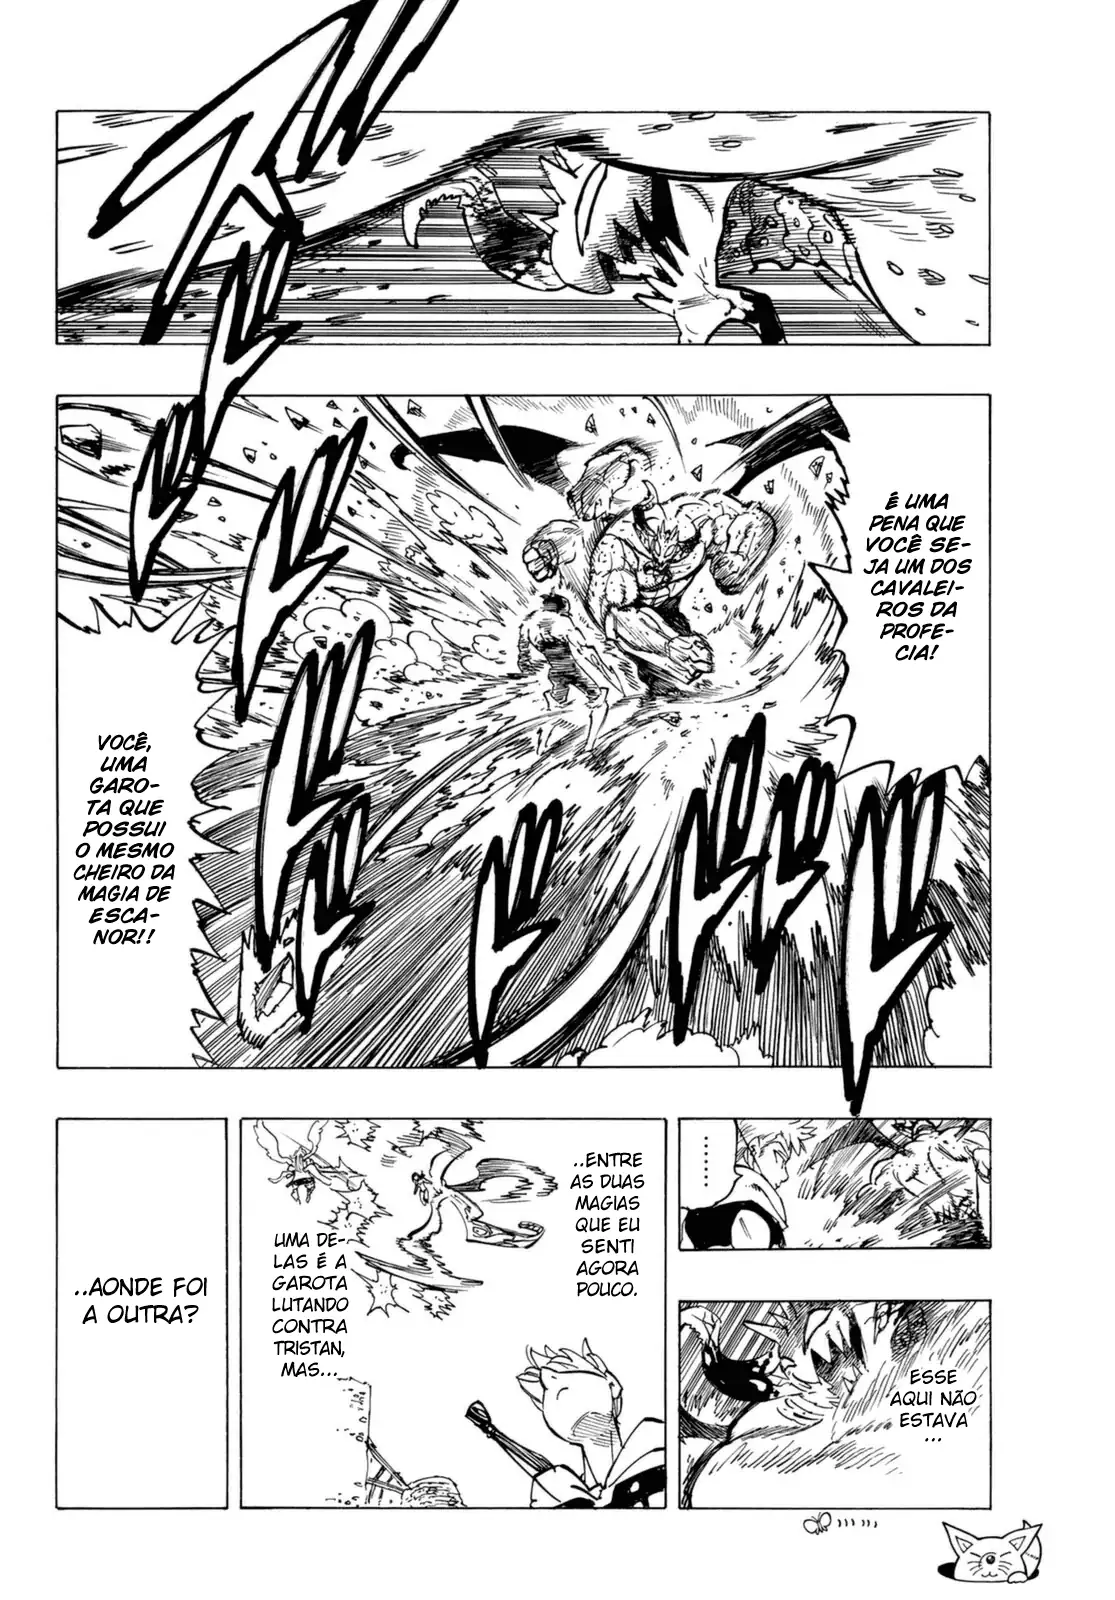 É UMA
PENA QUE
VOCÊ SE-
JA UM DOS
CAVALEI-
ROS DA
PROFE-
CIA!
VOCÊ,
UMA
GARO-
TA QUE
POSSUI
O MESMO
CHEIRO DA
MAGIA DE
ESCA-
NOR!!
......
ESSE
AQUI NÃO
ESTAVA
...
..ENTRE
AS DUAS
MAGIAS
QUE EU
SENTI
AGORA
POUCO.
UMA DE-
LAS É A
GAROTA
LUTANDO
CONTRA
TRISTAN,
MAS...
..AONDE FOI
A OUTRA?